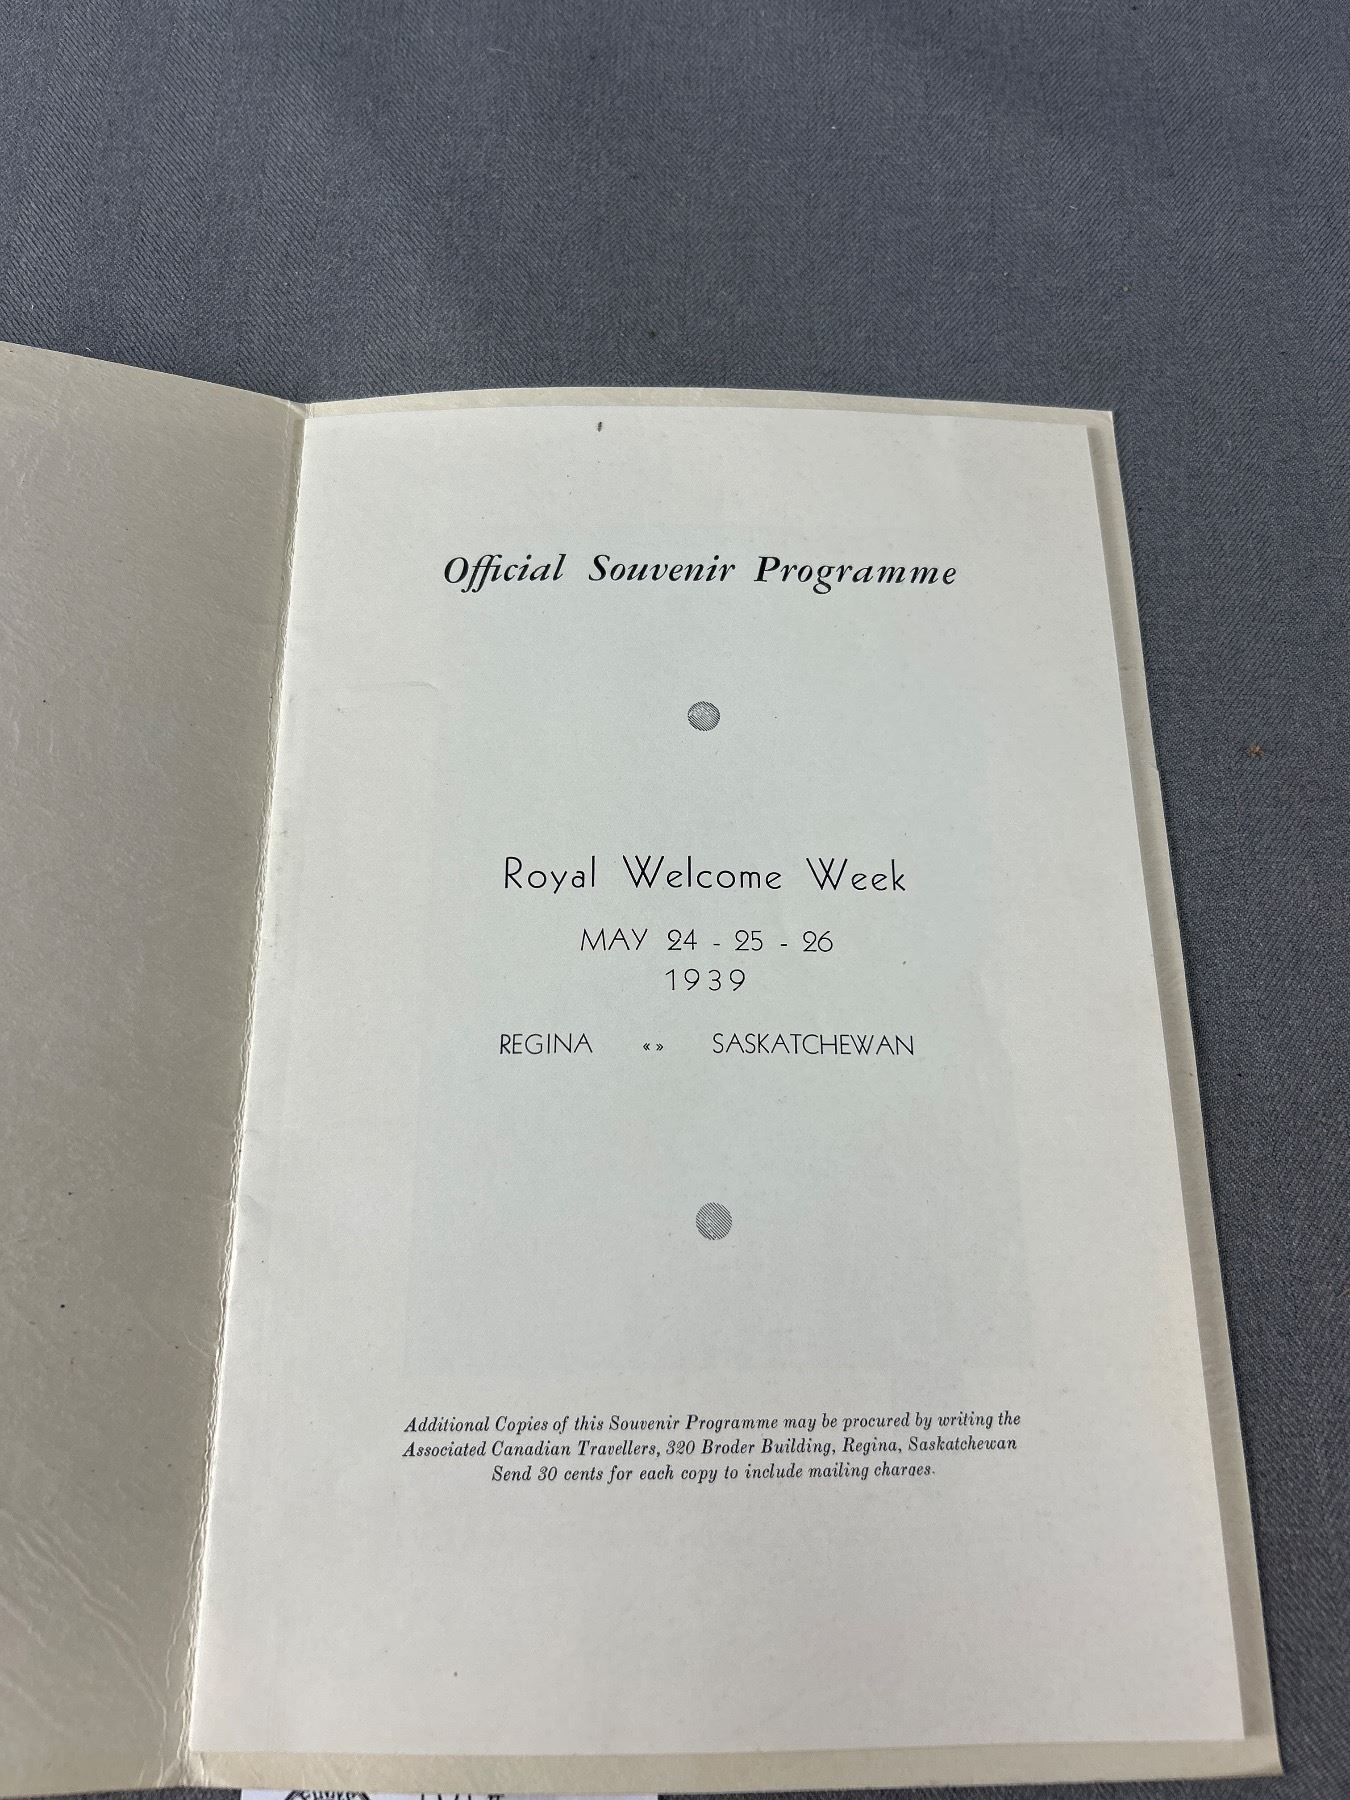 Official Souvenir Programme
Royal Welcome Week
MAY 24 - 25 - 26
1939
REGINA «» SASKATCHEWAN
Additional Copies of this Souvenir Programme may be procured by writing the
Associated Canadian Travellers, 320 Broder Building, Regina, Saskatchewan
Send 30 cents for each copy to include mailing charges.